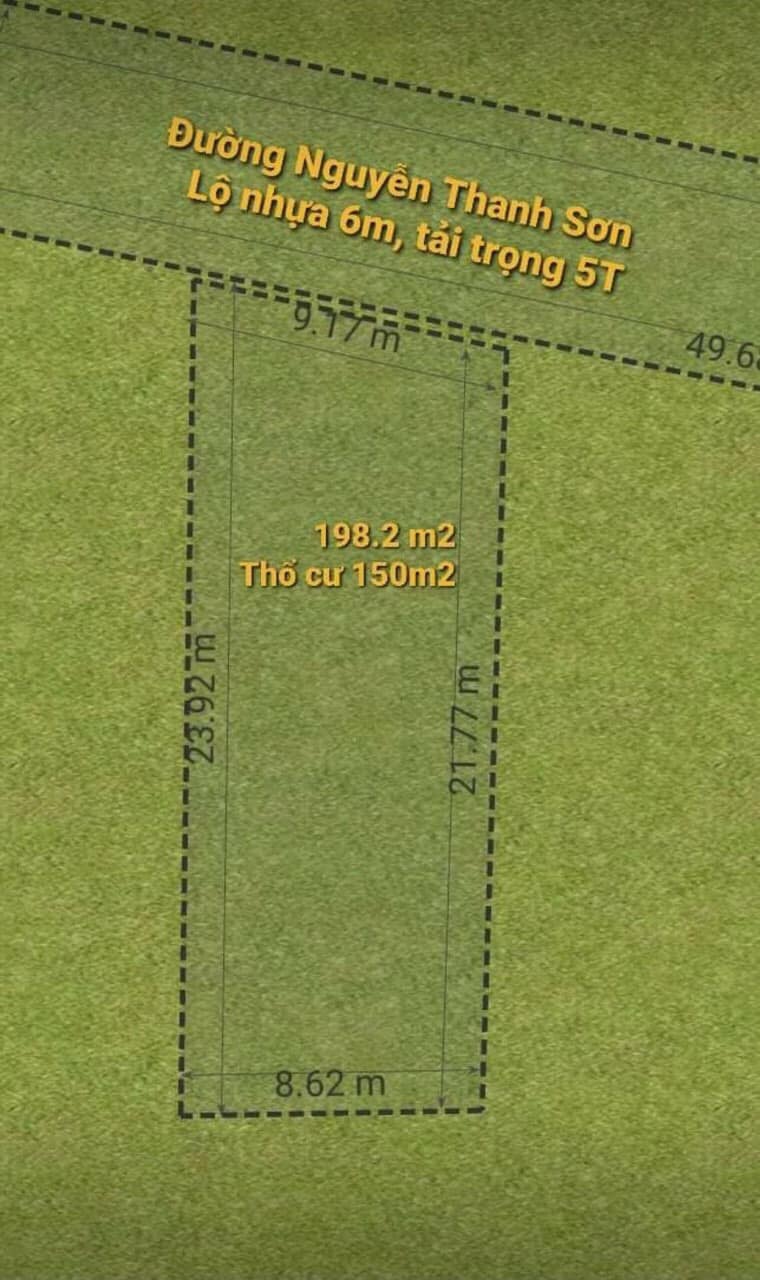 Đường Nguyễn Thanh Sơn
Lộ nhựa 6m, tải trọng 5T
9.17 m
198.2 m2
Thổ cư 150m2
23.92 m
21.77 m
8.62 m